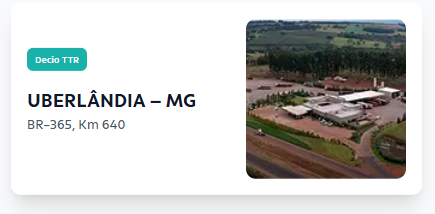 Decio TTR
UBERLÂNDIA – MG
BR–365, Km 640